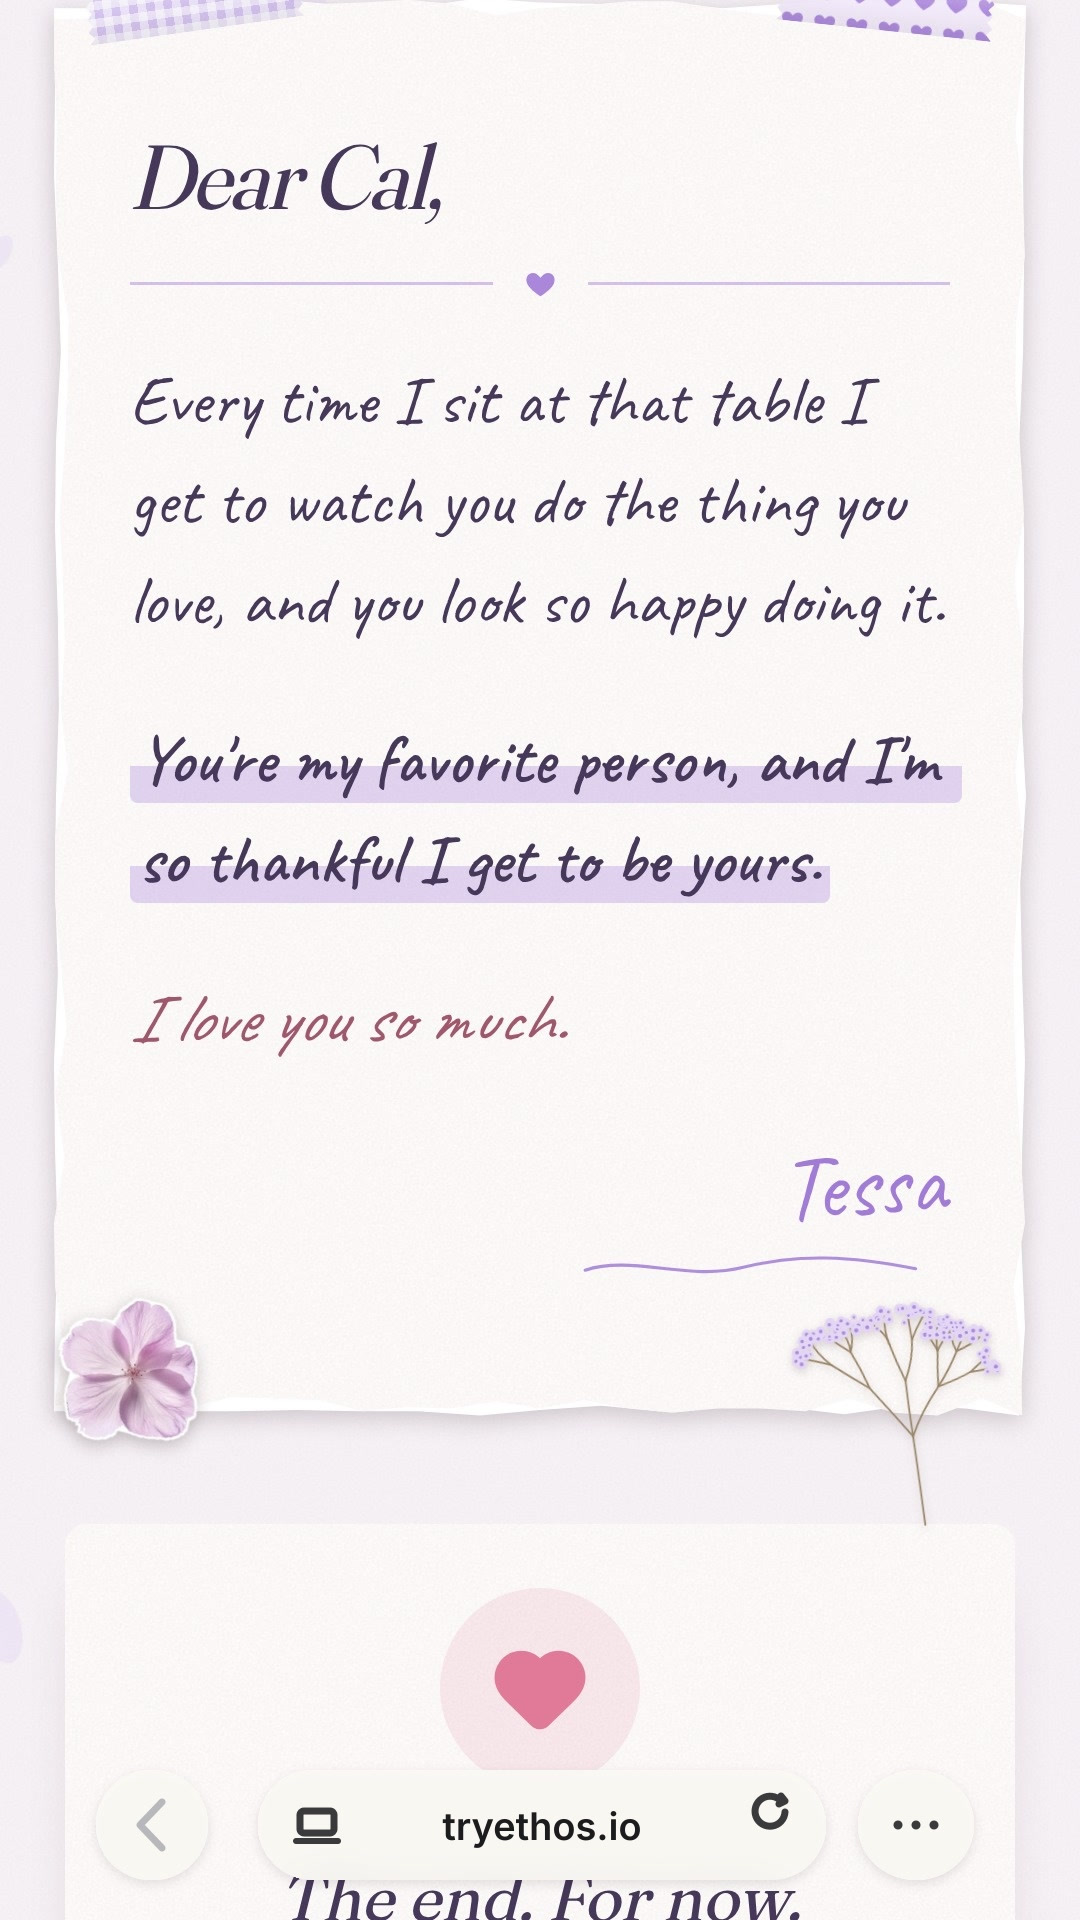 Dear Cal,
Every time I sit at that table I
get to watch you do the thing you
love, and you look so happy doing it.
You're my favorite person, and I'm
so thankful I get to be yours.
I love you so much.
Tessa
tryethos.io
The end. For now.